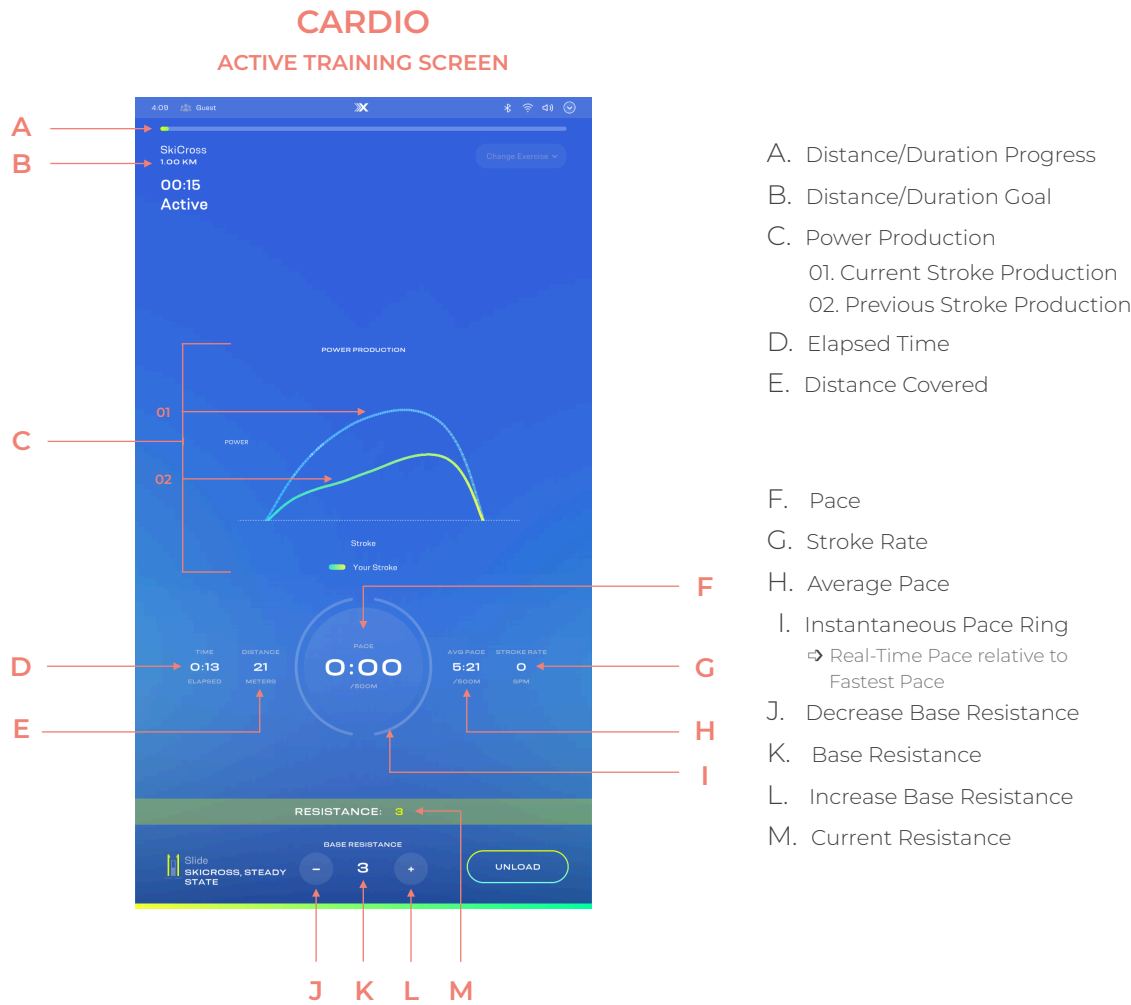 CARDIO
ACTIVE TRAINING SCREEN
4:09 Guest
A
B
SkiCross
1.00 KM
Change Exercise
00:15
Active
POWER PRODUCTION
01
C
POWER
02
Stroke
Your Stroke
F
TIME
0:13
ELAPSED
DISTANCE
21
METERS
PACE
0:00
/500M
AVG PACE
5:21
/500M
STROKE RATE
0
SPM
D
G
E
H
I
RESISTANCE: 3
Slide
SKICROSS, STEADY
STATE
BASE RESISTANCE
– 3 +
UNLOAD
J K L M
A. Distance/Duration Progress
B. Distance/Duration Goal
C. Power Production
01. Current Stroke Production
02. Previous Stroke Production
D. Elapsed Time
E. Distance Covered
F. Pace
G. Stroke Rate
H. Average Pace
I. Instantaneous Pace Ring
➩ Real-Time Pace relative to
Fastest Pace
J. Decrease Base Resistance
K. Base Resistance
L. Increase Base Resistance
M. Current Resistance